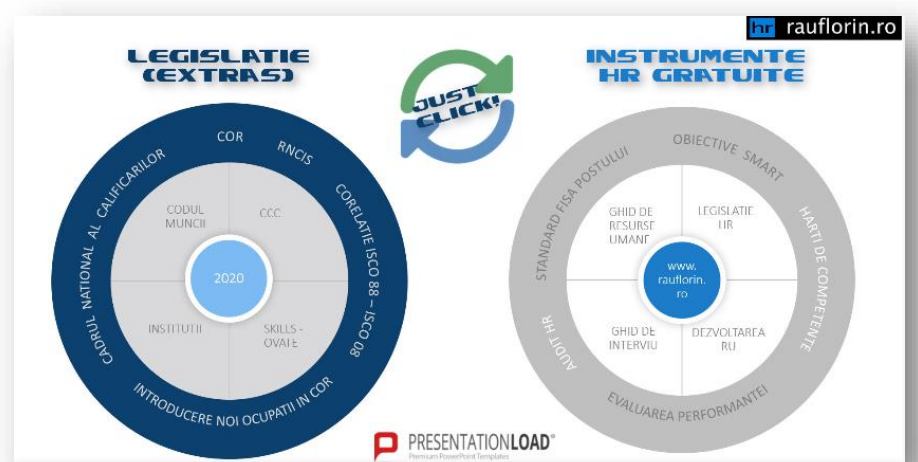 hr rauflorin.ro
LEGISLATIE
(EXTRAS)
JUST
CLICK!
INSTRUMENTE
HR GRATUITE
CADRUL NATIONAL AL CALIFICARILOR
COR
RNCIS
CORELATIE ISCO 88 – ISCO 08
INTRODUCERE NOI OCUPATII IN COR
CODUL
MUNCII
CCC
2020
INSTITUTII
SKILLS -
OVATE
STANDARD FISA POSTULUI
OBIECTIVE SMART
HARTI DE COMPETENTE
EVALUAREA PERFORMANTEI
AUDIT HR
GHID DE
RESURSE
UMANE
LEGISLATIE
HR
www.
rauflorin.
ro
GHID DE
INTERVIU
DEZVOLTAREA
RU
PRESENTATIONLOAD®
Premium PowerPoint Templates